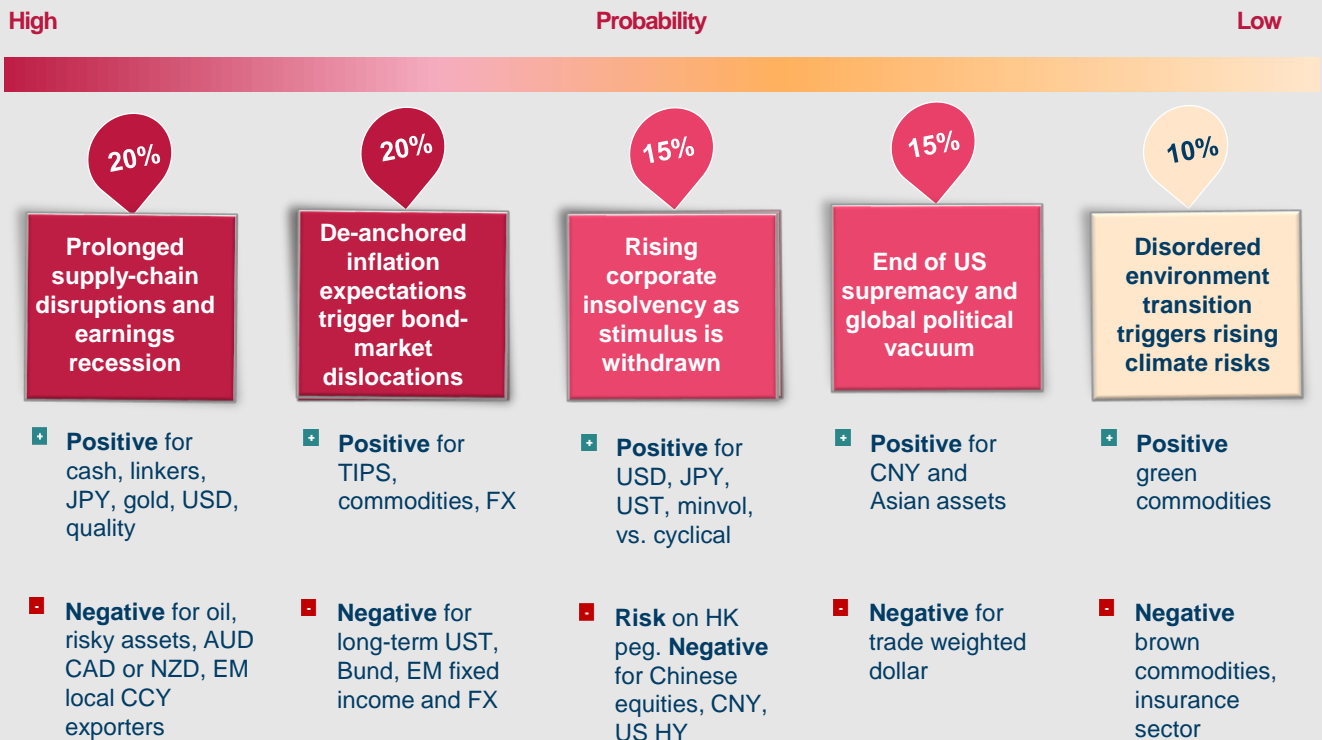 High
Probability
Low
20%
20%
15%
15%
10%
Prolonged
supply-chain
disruptions and
earnings
recession
De-anchored
inflation
expectations
trigger bond-
market
dislocations
Rising
corporate
insolvency as
stimulus is
withdrawn
End of US
supremacy and
global political
vacuum
Disordered
environment
transition
triggers rising
climate risks
+ Positive for
cash, linkers,
JPY, gold, USD,
quality
+ Positive for
TIPS,
commodities, FX
+ Positive for
USD, JPY,
UST, minvol,
vs. cyclical
+ Positive for
CNY and
Asian assets
+ Positive
green
commodities
- Negative for oil,
risky assets, AUD
CAD or NZD, EM
local CCY
exporters
- Negative for
long-term UST,
Bund, EM fixed
income and FX
- Risk on HK
peg. Negative
for Chinese
equities, CNY,
US HY
- Negative for
trade weighted
dollar
- Negative
brown
commodities,
insurance
sector